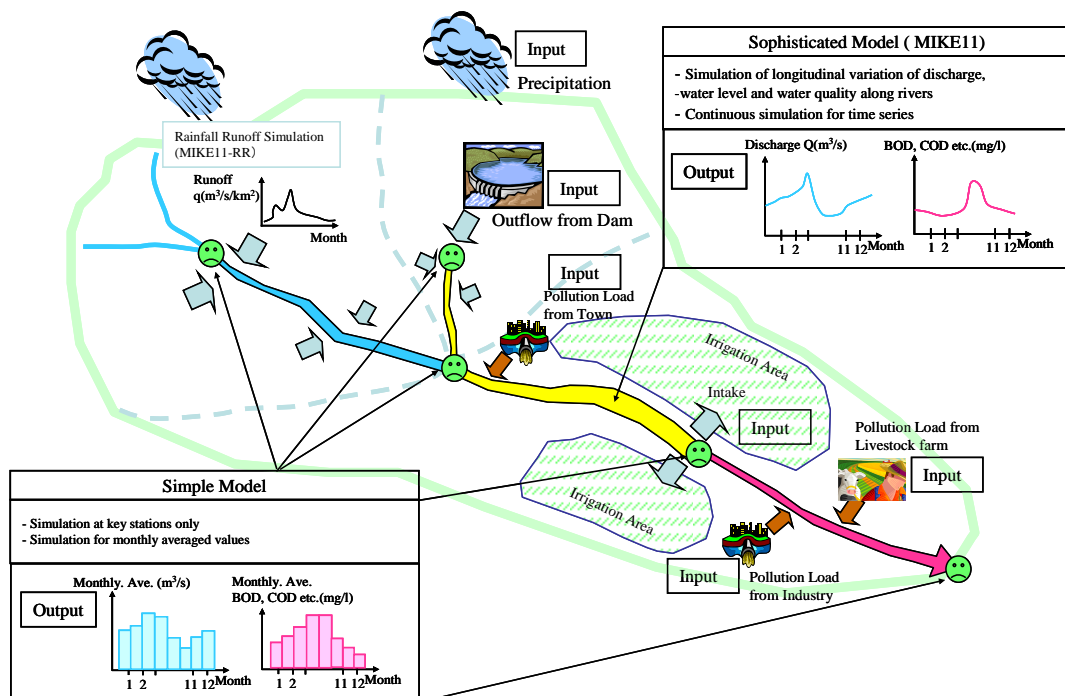 Input
Precipitation
Rainfall Runoff Simulation
(MIKE11-RR)
Runoff
q(m³/s/km²)
Month
Input
Outflow from Dam
Sophisticated Model ( MIKE11)
- Simulation of longitudinal variation of discharge,
-water level and water quality along rivers
- Continuous simulation for time series
Output
Discharge Q(m³/s)
1 2 11 12 Month
BOD, COD etc.(mg/l)
1 2 11 12 Month
Input
Pollution Load
from Town
Irrigation Area
Intake
Input
Pollution Load from
Livestock farm
Input
Irrigation Area
Input
Pollution Load
from Industry
Simple Model
- Simulation at key stations only
- Simulation for monthly averaged values
Output
Monthly. Ave. (m³/s)
1 2 11 12 Month
Monthly. Ave.
BOD, COD etc.(mg/l)
1 2 11 12 Month